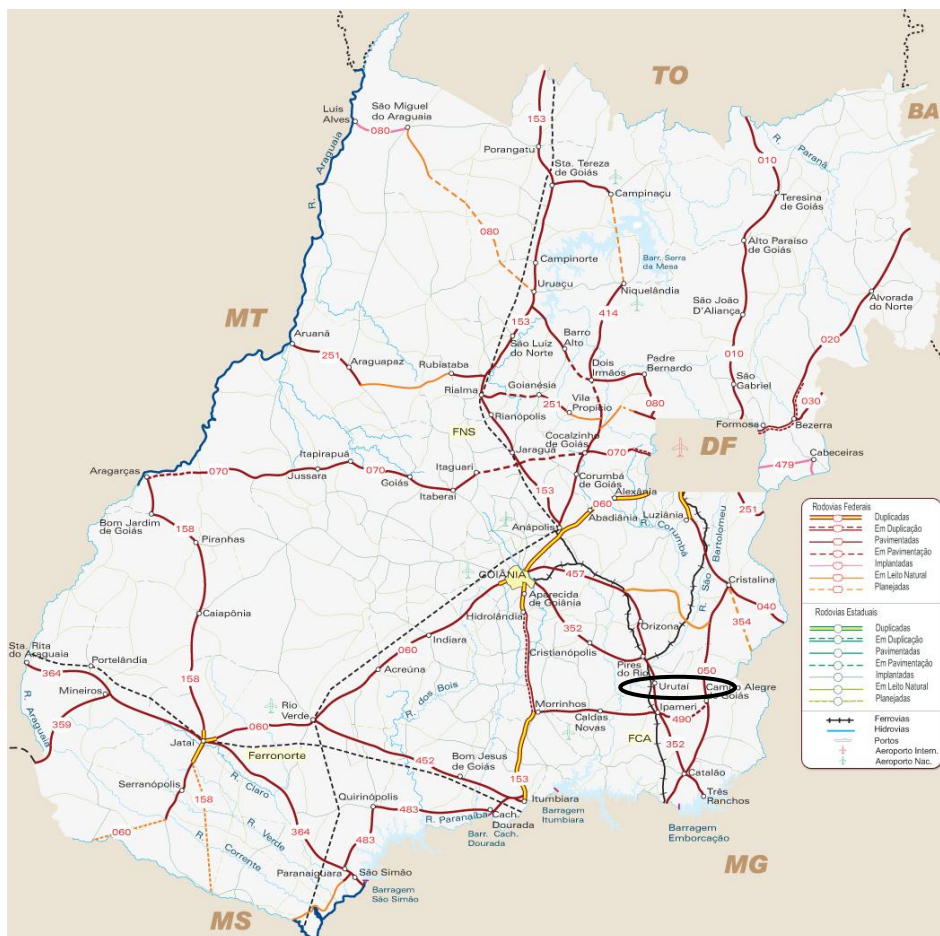 TO
BA
MT
DF
MG
MS
Luis
Alves
São Miguel
do Araguaia
080
R. Araguaia
153
Porangatu
Sta. Tereza
de Goiás
Campinaçu
010
R. Paranã
Teresina
de Goiás
080
Campinorte
Barr. Serra
da Mesa
Alto Paraíso
de Goiás
Uruaçu
Niquelândia
São João
D'Aliança
Alvorada
do Norte
Aruanã
153
414
020
251
Araguapaz
Rubiataba
São Luiz
do Norte
Barro
Alto
Dois
Irmãos
Padre
Bernardo
010
São
Gabriel
Rialma
Goianésia
251
Vila
Propicio
080
030
Rianópolis
Formosa
Bezerra
FNS
Cocalzinho
de Goiás
Cabeceiras
479
Itapirapuã
Aragarças
070
Jussara
070
Goiás
Itaguari
Itaberai
Jaraguá
070
Corumbá
de Goiás
153
Alexânia
060
Bom Jardim
de Goiás
158
Piranhas
Anápolis
Abadiânia
Luziânia
R. Corumbá
R. São Bartolomeu
251
GOIÂNIA
457
Cristalina
Aparecida
de Goiânia
Hidrolândia
Caiapônia
Indiara
352
Orizona
040
354
Sta. Rita
do Araguaia
Portelândia
060
Cristianópolis
364
Acreúna
Pires
do Rio
050
Mineiros
158
R. dos Bois
Urutaí
Campo Alegre
de Goiás
R. Araguaia
359
Rio
Verde
Morrinhos
Caldas
Novas
Ipameri
490
060
FCA
352
Jataí
Ferronorte
452
Bom Jesus
de Goiás
153
Catalão
Serranópolis
158
R. Claro
Quirinópolis
Itumbiara
Três
Ranchos
060
R. Verde
483
R. Paranaíba
Cach.
Dourada
Barragem
Itumbiara
R. Corrente
364
483
Barr. Cach.
Dourada
Barragem
Emborcação
Paranaiguara
São Simão
Barragem
São Simão
Rodovias Federais
Duplicadas
Em Duplicação
Pavimentadas
Em Pavimentação
Implantadas
Em Leito Natural
Planejadas
Rodovias Estaduais
Duplicadas
Em Duplicação
Pavimentadas
Em Pavimentação
Implantadas
Em Leito Natural
Planejadas
Ferrovias
Hidrovias
Portos
Aeroporto Intern.
Aeroporto Nac.